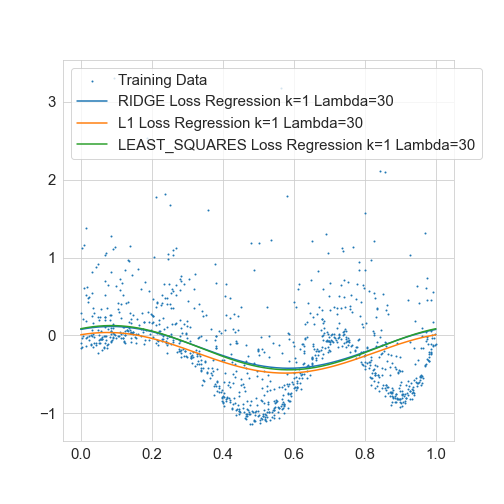 Training Data
RIDGE Loss Regression k=1 Lambda=30
L1 Loss Regression k=1 Lambda=30
LEAST_SQUARES Loss Regression k=1 Lambda=30
3
2
1
0
−1
0.0 0.2 0.4 0.6 0.8 1.0